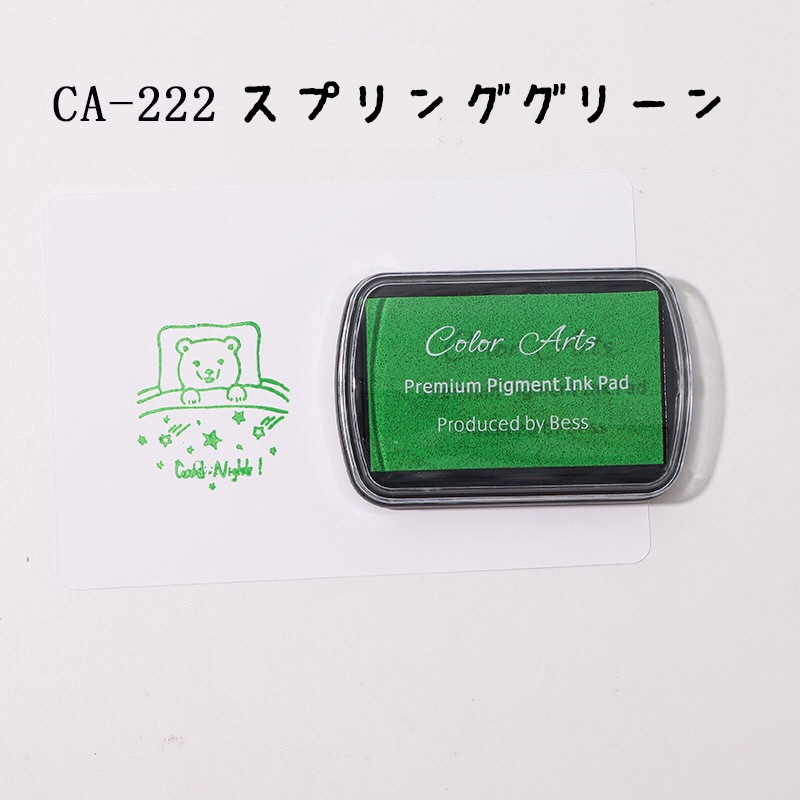 CA-222 スプリンググリーン
Color Arts
Premium Pigment Ink Pad
Produced by Bess
Good Night!